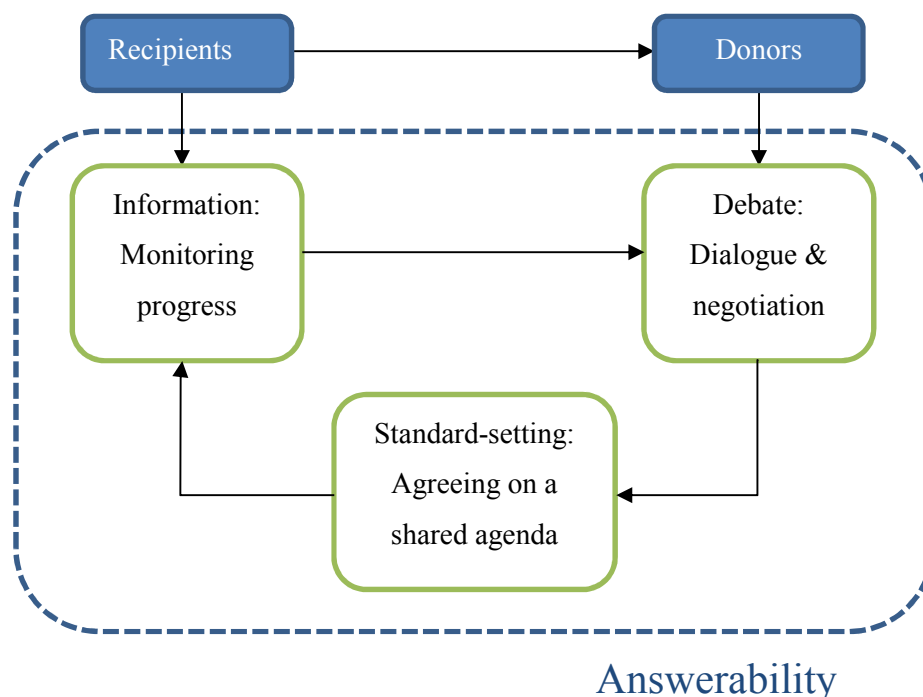 Recipients
Donors
Information:
Monitoring
progress
Debate:
Dialogue &
negotiation
Standard-setting:
Agreeing on a
shared agenda
Answerability